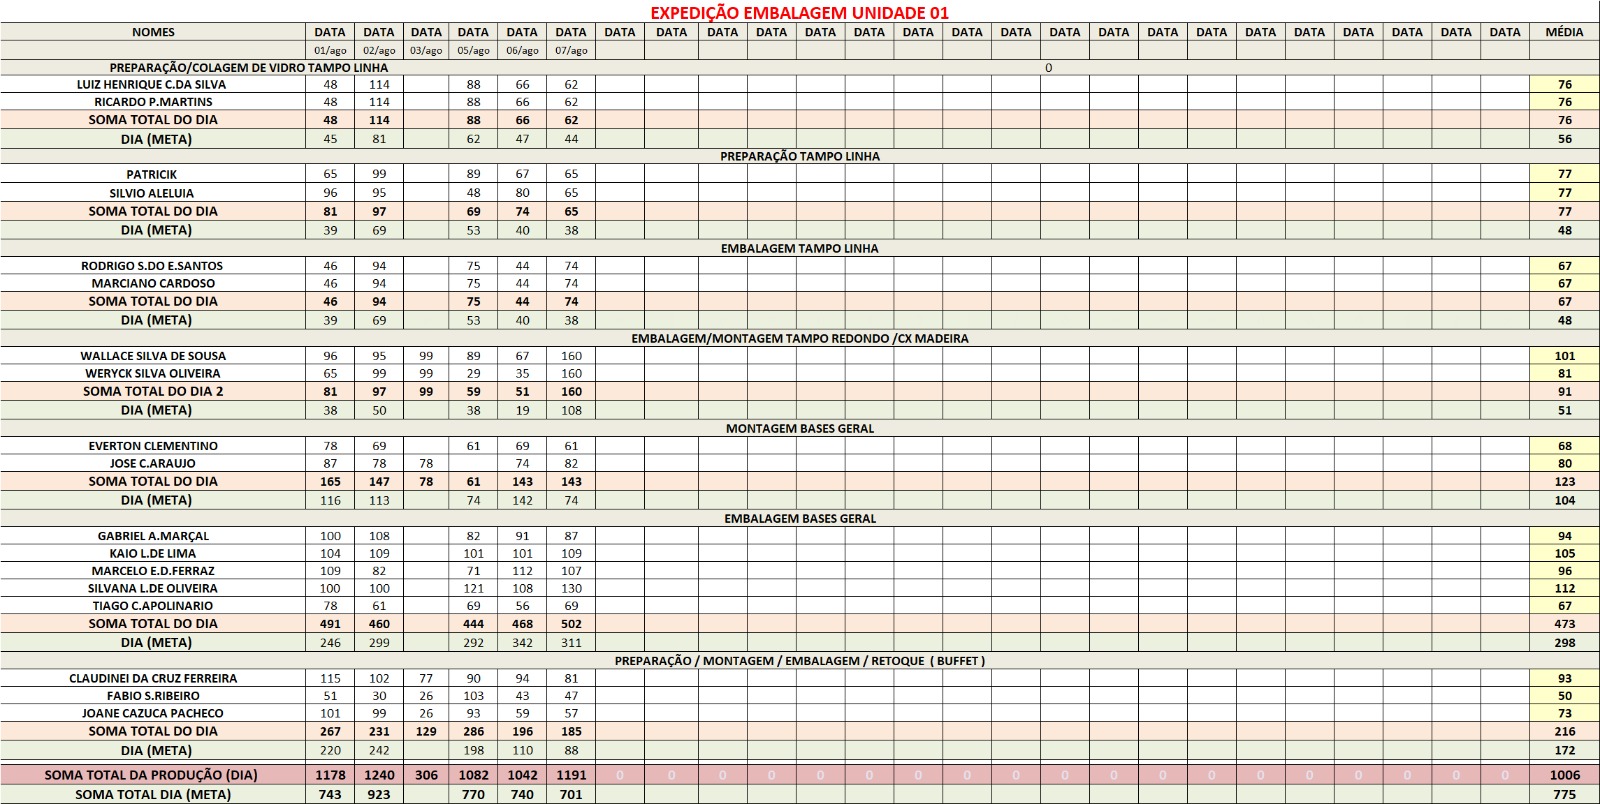 EXPEDIÇÃO EMBALAGEM UNIDADE 01
NOMES DATA DATA DATA DATA DATA DATA DATA DATA DATA DATA DATA DATA DATA DATA DATA DATA DATA DATA DATA DATA DATA DATA DATA DATA DATA MÉDIA
01/ago 02/ago 03/ago 05/ago 06/ago 07/ago
PREPARAÇÃO/COLAGEM DE VIDRO TAMPO LINHA 0
LUIZ HENRIQUE C.DA SILVA 48 114 88 66 62 76
RICARDO P.MARTINS 48 114 88 66 62 76
SOMA TOTAL DO DIA 48 114 88 66 62 76
DIA (META) 45 81 62 47 44 56
PREPARAÇÃO TAMPO LINHA
PATRICIK 65 99 89 67 65 77
SILVIO ALELUIA 96 95 48 80 65 77
SOMA TOTAL DO DIA 81 97 69 74 65 77
DIA (META) 39 69 53 40 38 48
EMBALAGEM TAMPO LINHA
RODRIGO S.DO E.SANTOS 46 94 75 44 74 67
MARCIANO CARDOSO 46 94 75 44 74 67
SOMA TOTAL DO DIA 46 94 75 44 74 67
DIA (META) 39 69 53 40 38 48
EMBALAGEM/MONTAGEM TAMPO REDONDO /CX MADEIRA
WALLACE SILVA DE SOUSA 96 95 99 89 67 160 101
WERYCK SILVA OLIVEIRA 65 99 99 29 35 160 81
SOMA TOTAL DO DIA 2 81 97 99 59 51 160 91
DIA (META) 38 50 38 19 108 51
MONTAGEM BASES GERAL
EVERTON CLEMENTINO 78 69 61 69 61 68
JOSE C.ARAUJO 87 78 78 74 82 80
SOMA TOTAL DO DIA 165 147 78 61 143 143 123
DIA (META) 116 113 74 142 74 104
EMBALAGEM BASES GERAL
GABRIEL A.MARÇAL 100 108 82 91 87 94
KAIO L.DE LIMA 104 109 101 101 109 105
MARCELO E.D.FERRAZ 109 82 71 112 107 96
SILVANA L.DE OLIVEIRA 100 100 121 108 130 112
TIAGO C.APOLINARIO 78 61 69 56 69 67
SOMA TOTAL DO DIA 491 460 444 468 502 473
DIA (META) 246 299 292 342 311 298
PREPARAÇÃO / MONTAGEM / EMBALAGEM / RETOQUE ( BUFFET )
CLAUDINEI DA CRUZ FERREIRA 115 102 77 90 94 81 93
FABIO S.RIBEIRO 51 30 26 103 43 47 50
JOANE CAZUCA PACHECO 101 99 26 93 59 57 73
SOMA TOTAL DO DIA 267 231 129 286 196 185 216
DIA (META) 220 242 198 110 88 172
SOMA TOTAL DA PRODUÇÃO (DIA) 1178 1240 306 1082 1042 1191 0 0 0 0 0 0 0 0 0 0 0 0 0 0 0 0 0 0 0 1006
SOMA TOTAL DIA (META) 743 923 770 740 701 775